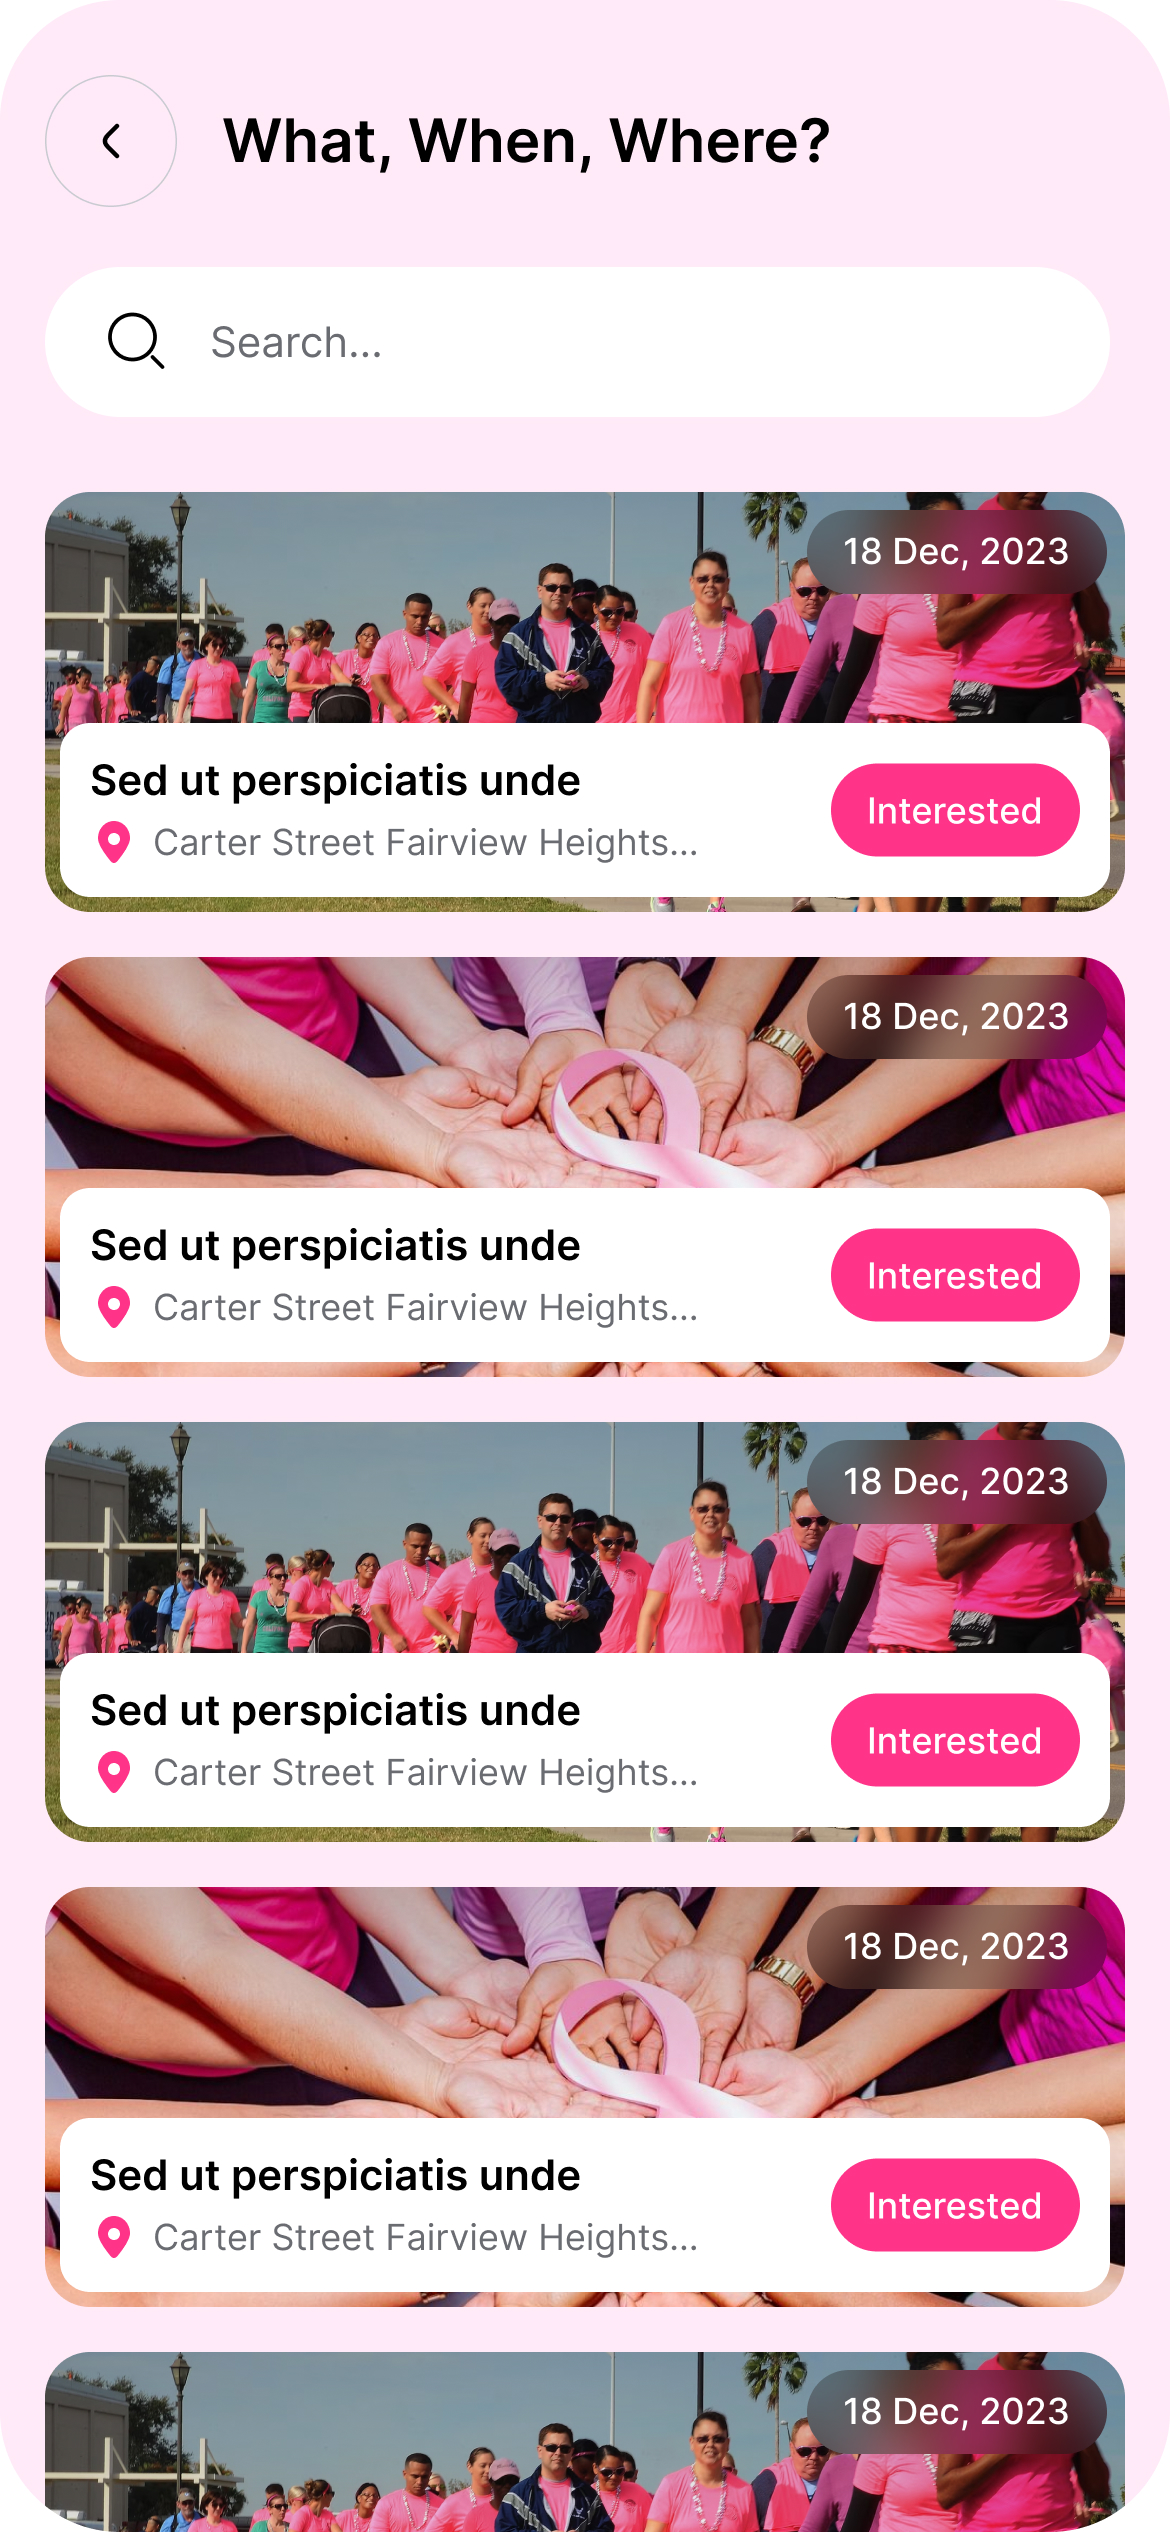 What, When, Where?
Search...
18 Dec, 2023
Sed ut perspiciatis unde
Carter Street Fairview Heights...
Interested
18 Dec, 2023
Sed ut perspiciatis unde
Carter Street Fairview Heights...
Interested
18 Dec, 2023
Sed ut perspiciatis unde
Carter Street Fairview Heights...
Interested
18 Dec, 2023
Sed ut perspiciatis unde
Carter Street Fairview Heights...
Interested
18 Dec, 2023